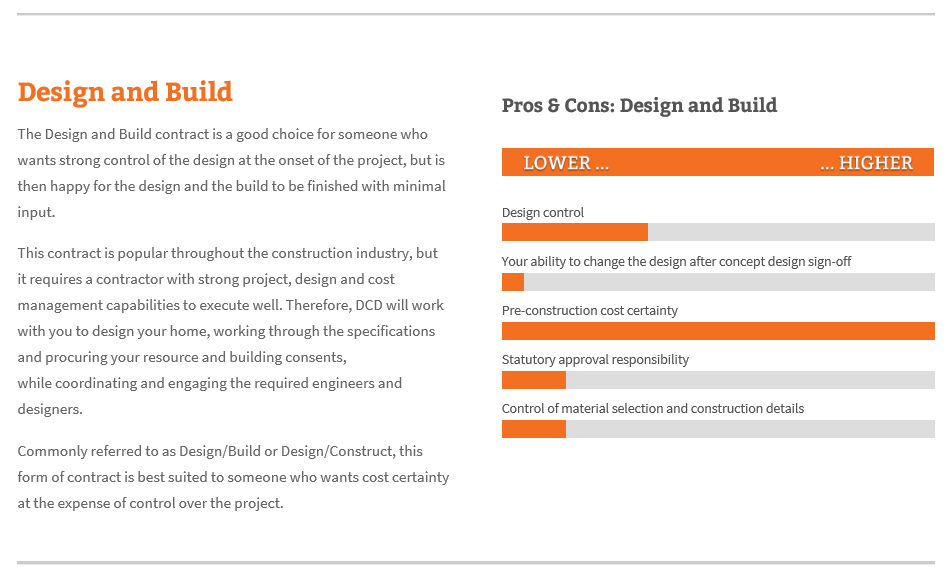 Design and Build
The Design and Build contract is a good choice for someone who
wants strong control of the design at the onset of the project, but is
then happy for the design and the build to be finished with minimal
input.
This contract is popular throughout the construction industry, but
it requires a contractor with strong project, design and cost
management capabilities to execute well. Therefore, DCD will work
with you to design your home, working through the specifications
and procuring your resource and building consents,
while coordinating and engaging the required engineers and
designers.
Commonly referred to as Design/Build or Design/Construct, this
form of contract is best suited to someone who wants cost certainty
at the expense of control over the project.
Pros & Cons: Design and Build
LOWER ... ... HIGHER
Design control
Your ability to change the design after concept design sign-off
Pre-construction cost certainty
Statutory approval responsibility
Control of material selection and construction details